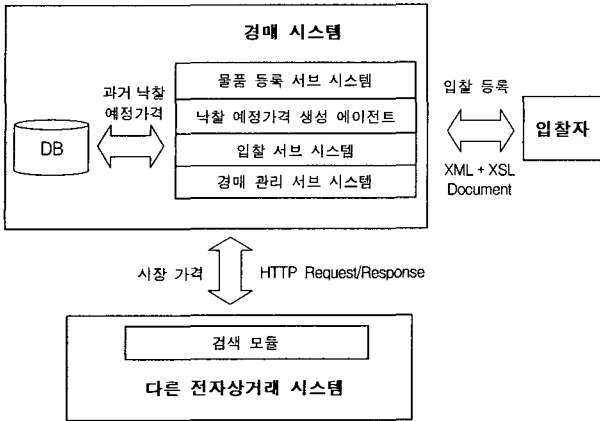 경매 시스템
과거 낙찰
예정가격
DB
물품 등록 서브 시스템
낙찰 예정가격 생성 에이전트
입찰 서브 시스템
경매 관리 서브 시스템
입찰 등록
XML + XSL
Document
입찰자
시장 가격
HTTP Request/Response
검색 모듈
다른 전자상거래 시스템